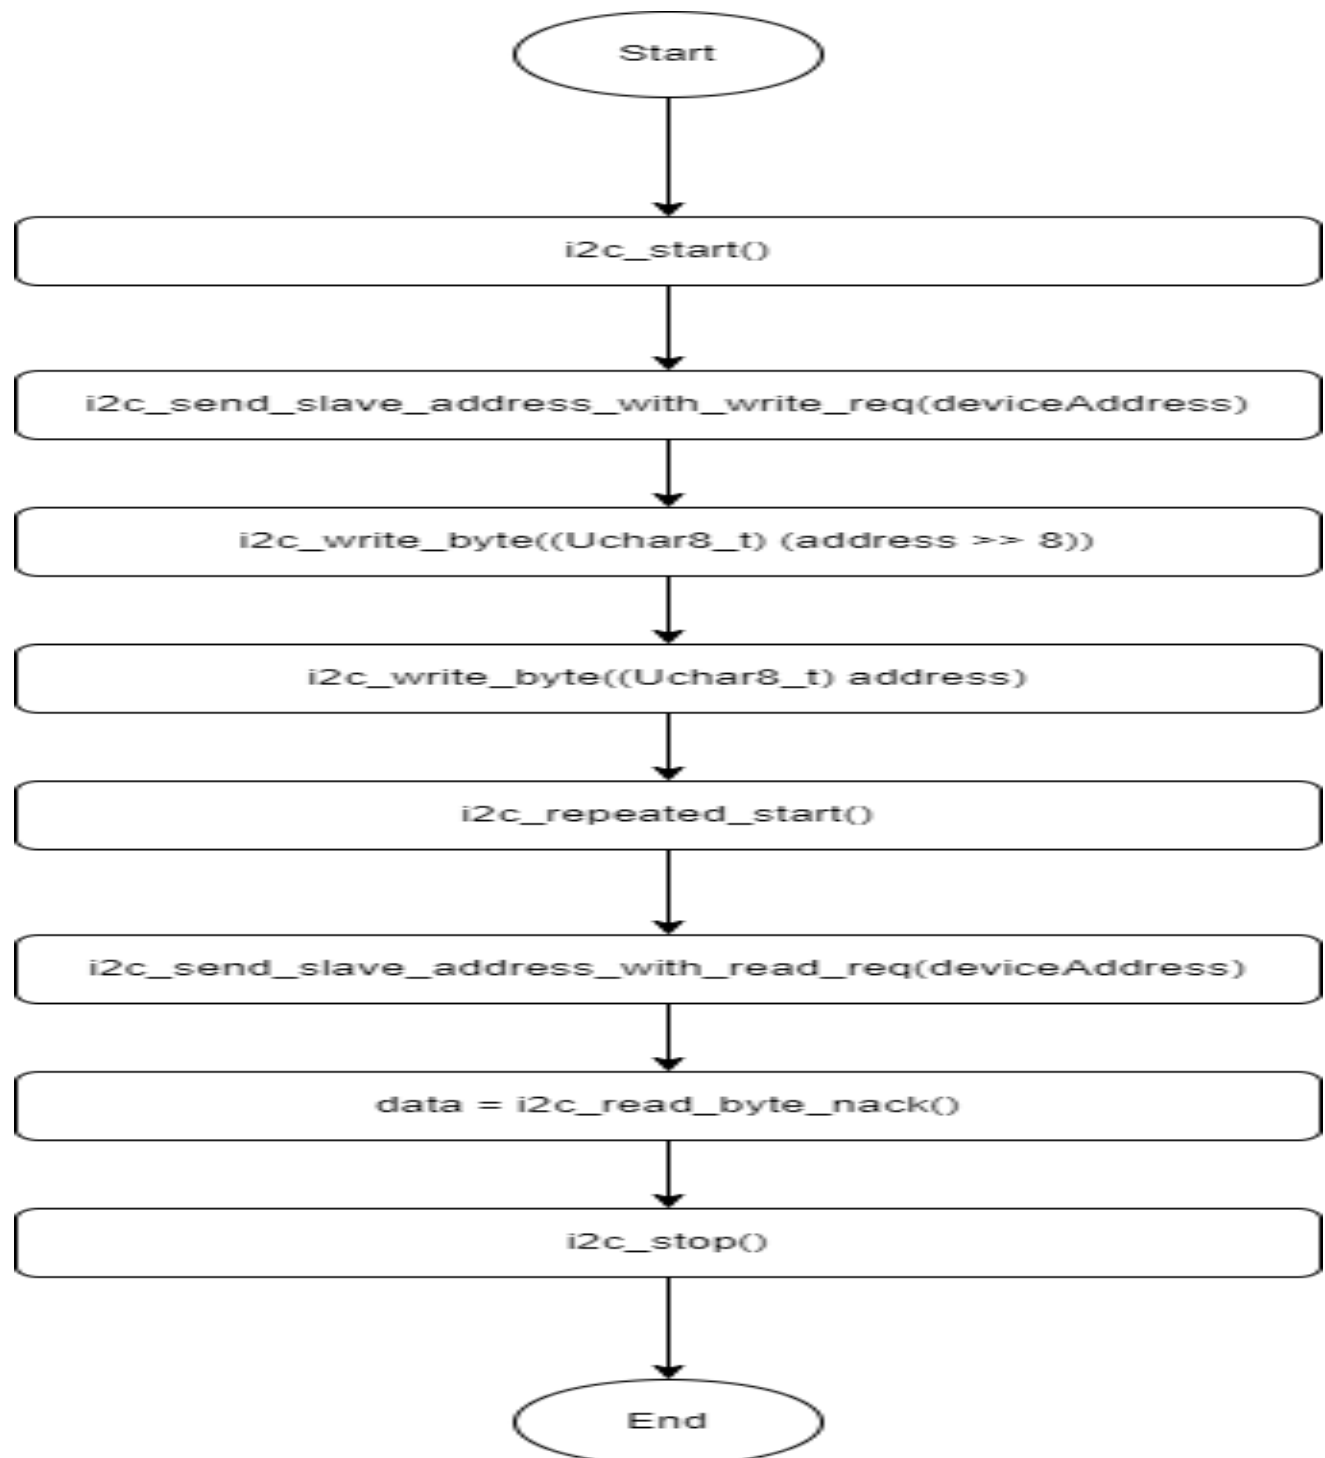 Start
i2c_start()
i2c_send_slave_address_with_write_req(deviceAddress)
i2c_write_byte((Uchar8_t) (address >> 8))
i2c_write_byte((Uchar8_t) address)
i2c_repeated_start()
i2c_send_slave_address_with_read_req(deviceAddress)
data = i2c_read_byte_nack()
i2c_stop()
End